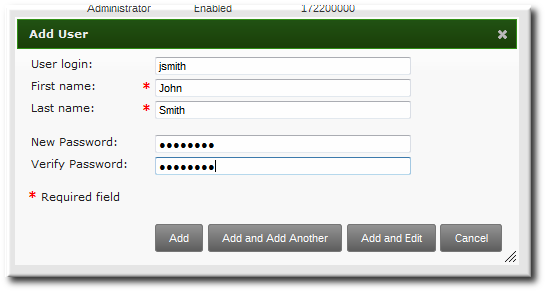 Administrator Enabled 172200000
Add User
User login: jsmith
First name: * John
Last name: * Smith
New Password: ●●●●●●●●
Verify Password: ●●●●●●●●
* Required field
Add Add and Add Another Add and Edit Cancel